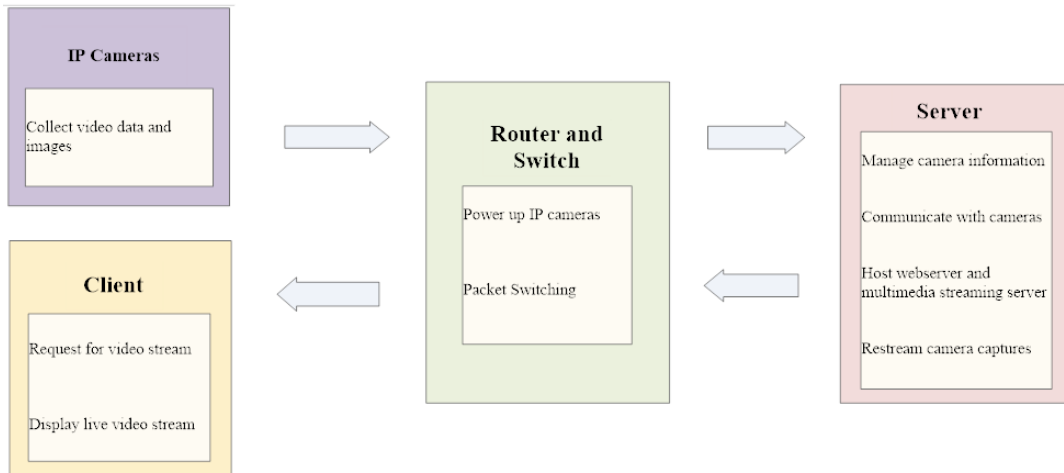 IP Cameras
Collect video data and
images
Client
Request for video stream
Display live video stream
Router and
Switch
Power up IP cameras
Packet Switching
Server
Manage camera information
Communicate with cameras
Host webserver and
multimedia streaming server
Restream camera captures